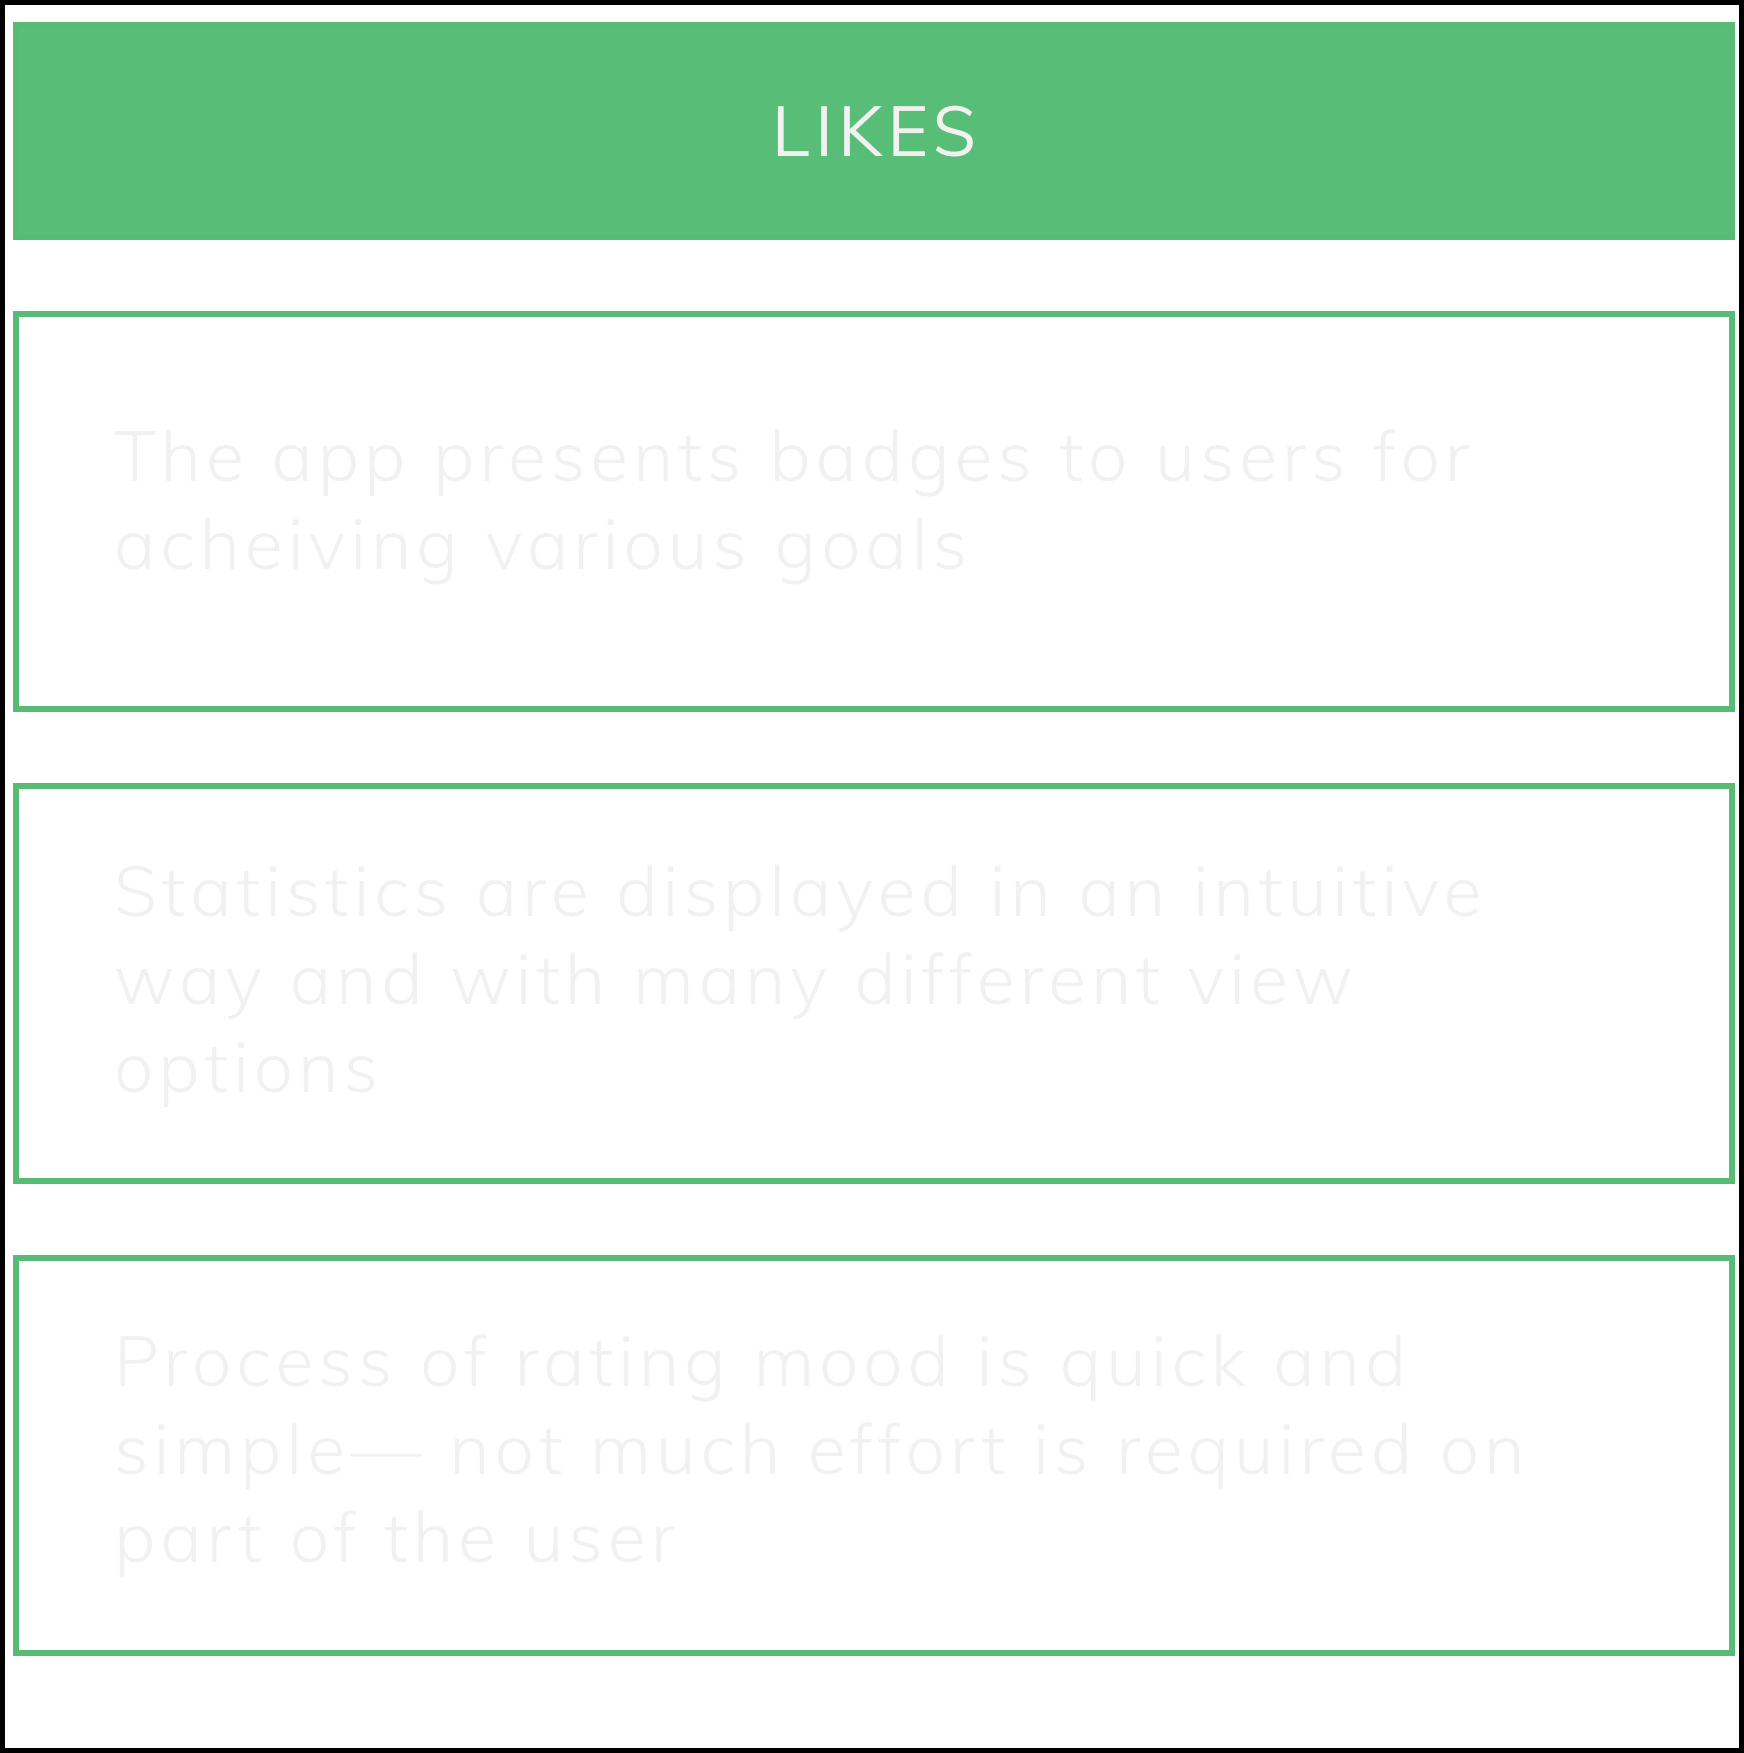 LIKES
The app presents badges to users for
acheiving various goals
Statistics are displayed in an intuitive
way and with many different view
options
Process of rating mood is quick and
simple— not much effort is required on
part of the user